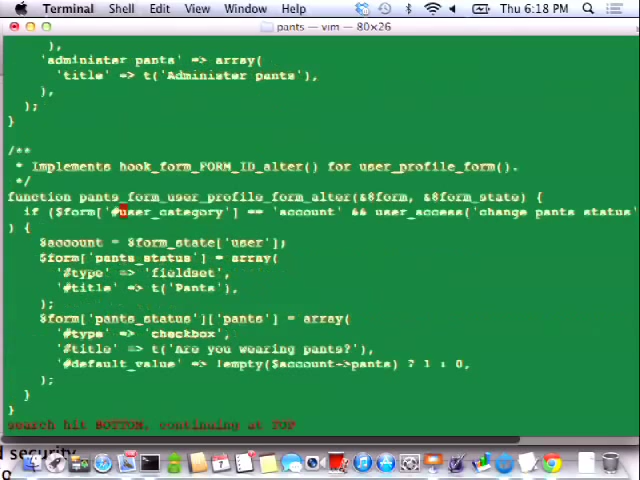 Terminal Shell Edit View Window Help Thu 6:18 PM
pants — vim — 80×26
),
'administer pants' => array(
'title' => t('Administer pants'),
),
);
}
/**
* Implements hook_form_FORM_ID_alter() for user_profile_form().
*/
function pants_form_user_profile_form_alter(&$form, &$form_state) {
if ($form['#user_category'] == 'account' && user_access('change pants status'
) {
$account = $form_state['user'];
$form['pants_status'] = array(
'#type' => 'fieldset',
'#title' => t('Pants'),
);
$form['pants_status']['pants'] = array(
'#type' => 'checkbox',
'#title' => t('Are you wearing pants?'),
'#default_value' => !empty($account->pants) ? 1 : 0,
);
}
}
search hit BOTTOM, continuing at TOP
security